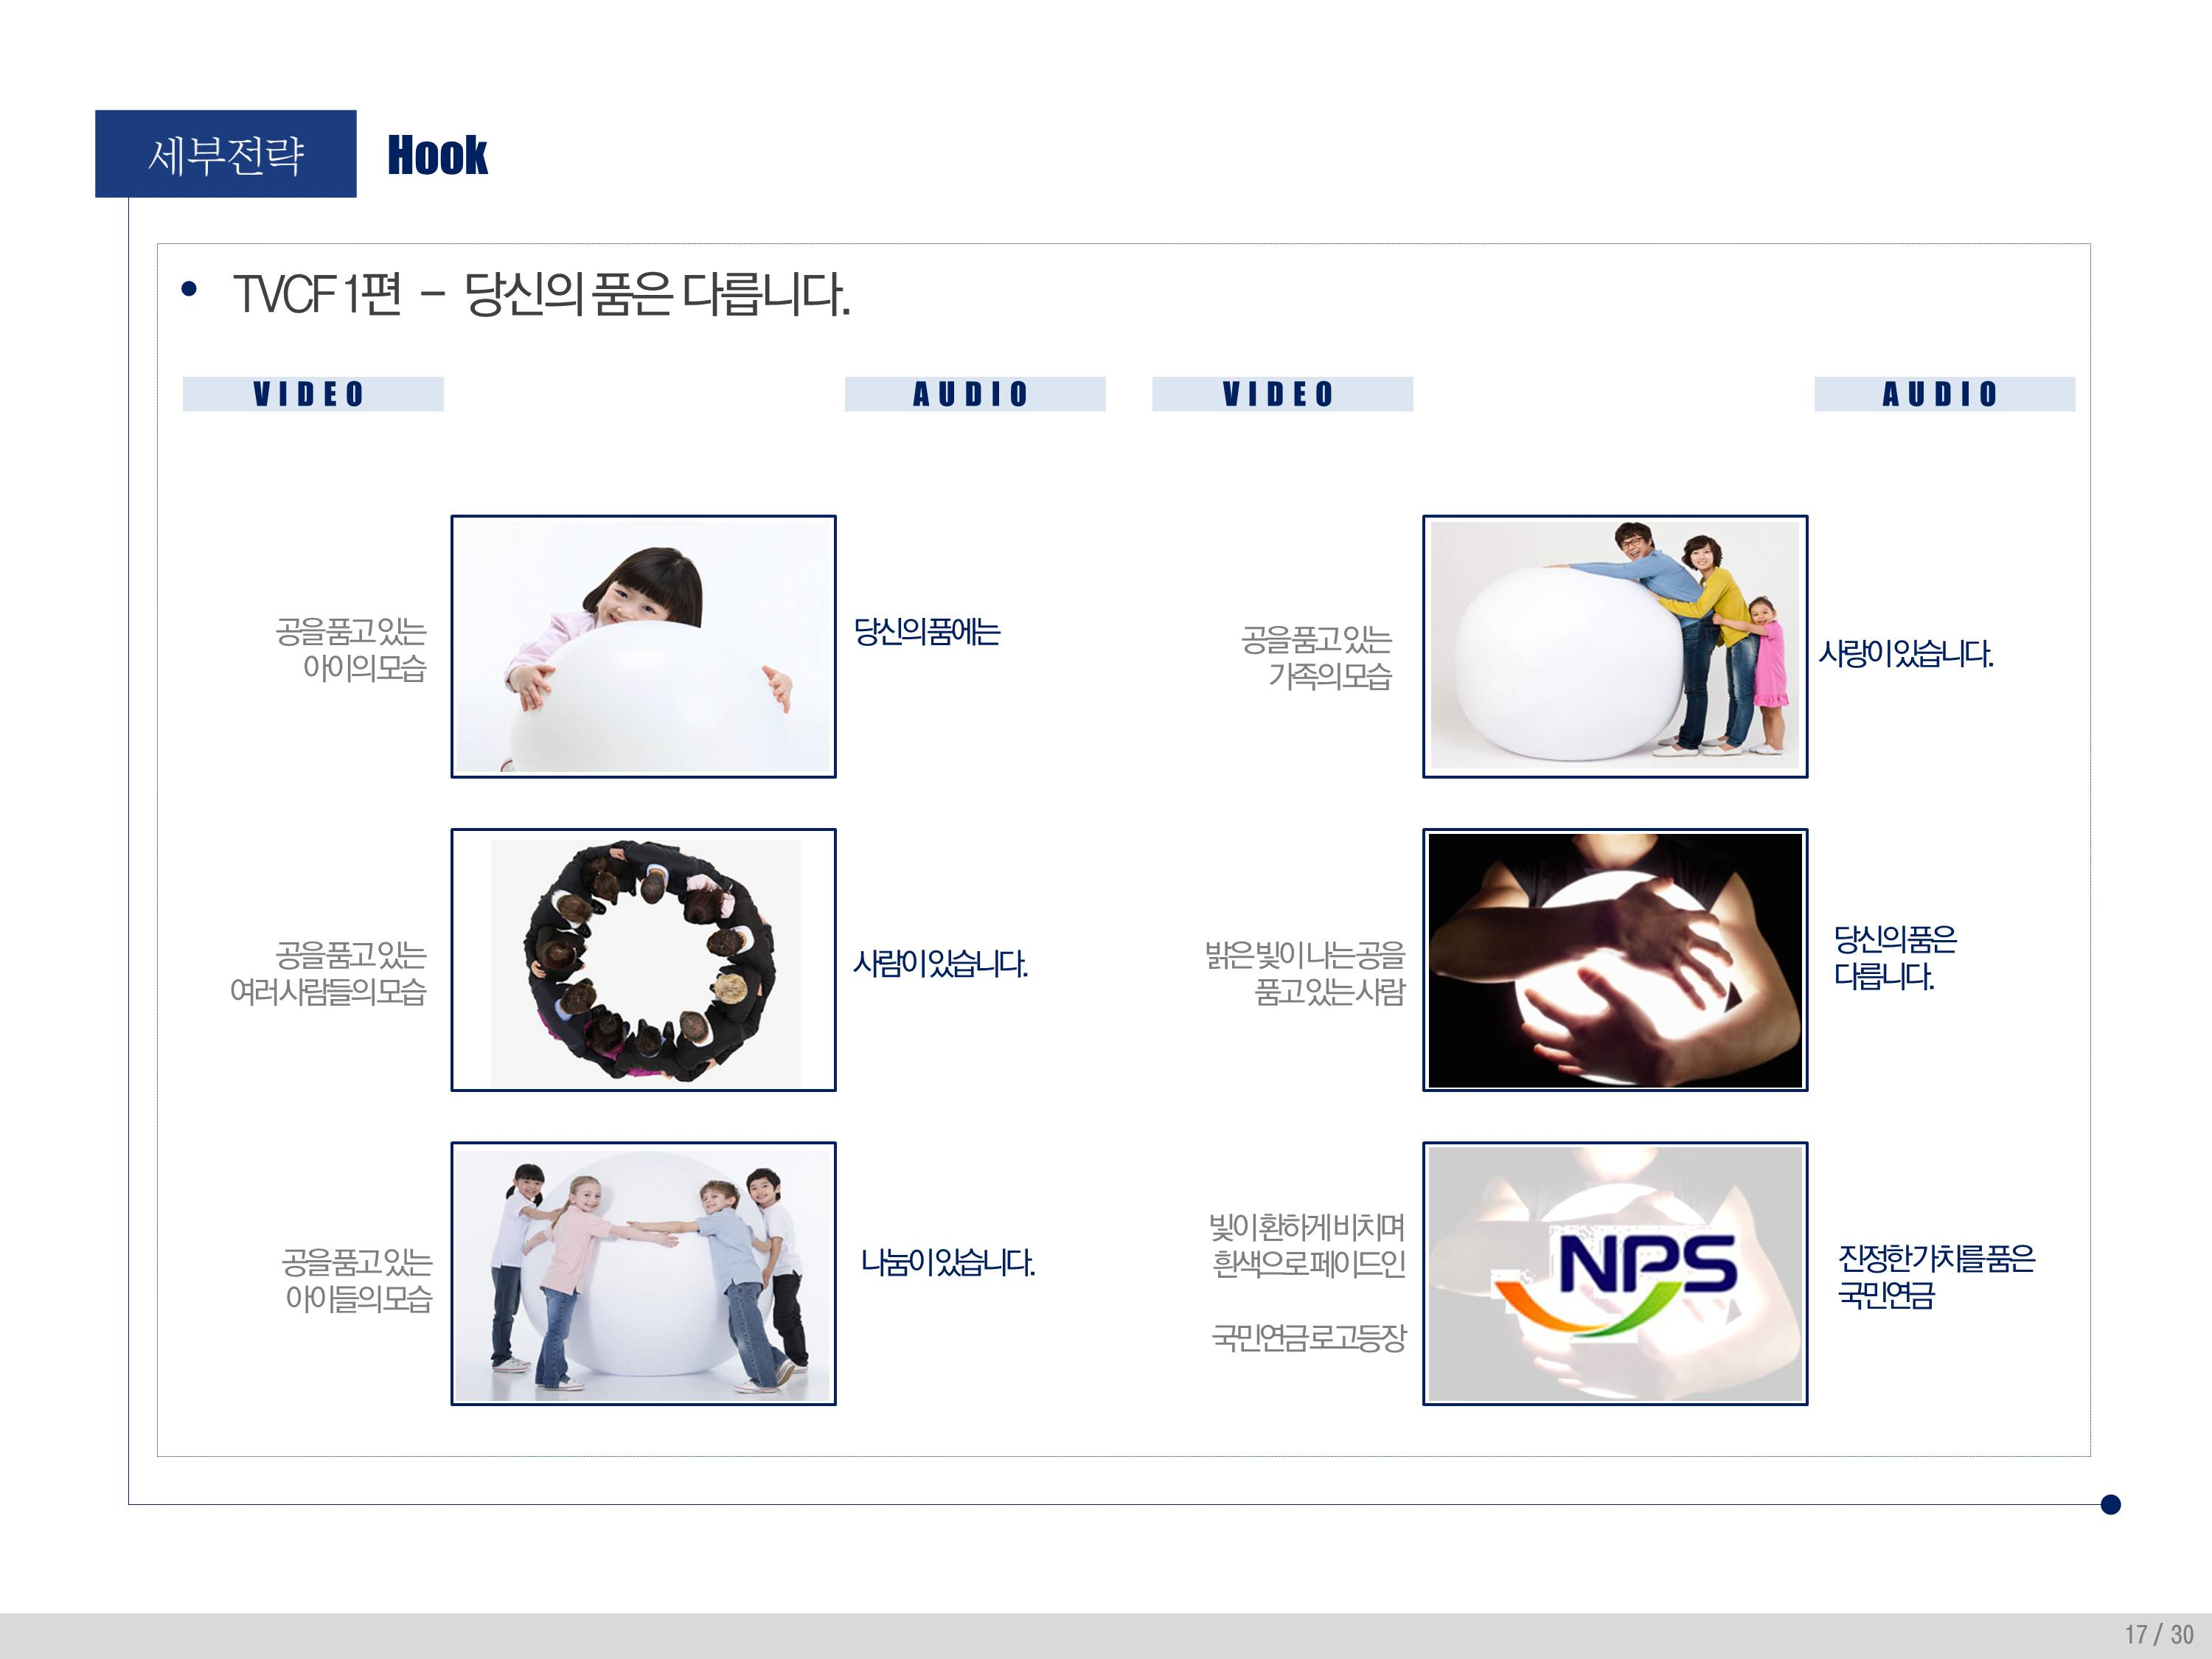 세부전략
Hook
• TVCF 1편 – 당신의 품은 다릅니다.
VIDEO
AUDIO
VIDEO
AUDIO
공을 품고 있는
아이의 모습
당신의 품에는
공을 품고 있는
여러 사람들의 모습
사람이 있습니다.
공을 품고 있는
아이들의 모습
나눔이 있습니다.
공을 품고 있는
가족의 모습
사랑이 있습니다.
밝은 빛이 나는 공을
품고 있는 사람
당신의 품은
다릅니다.
빛이 환하게 비치며
흰색으로 페이드인
국민연금 로고 등장
NPS
진정한 가치를 품은
국민연금
17 / 30